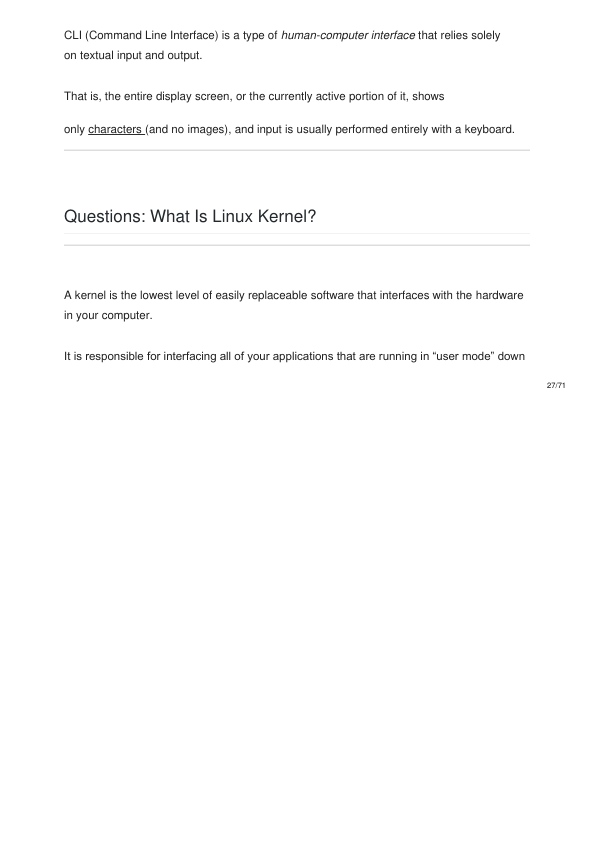 CLI (Command Line Interface) is a type of human-computer interface that relies solely
on textual input and output.
That is, the entire display screen, or the currently active portion of it, shows
only characters (and no images), and input is usually performed entirely with a keyboard.
Questions: What Is Linux Kernel?
A kernel is the lowest level of easily replaceable software that interfaces with the hardware
in your computer.
It is responsible for interfacing all of your applications that are running in “user mode” down
27/71